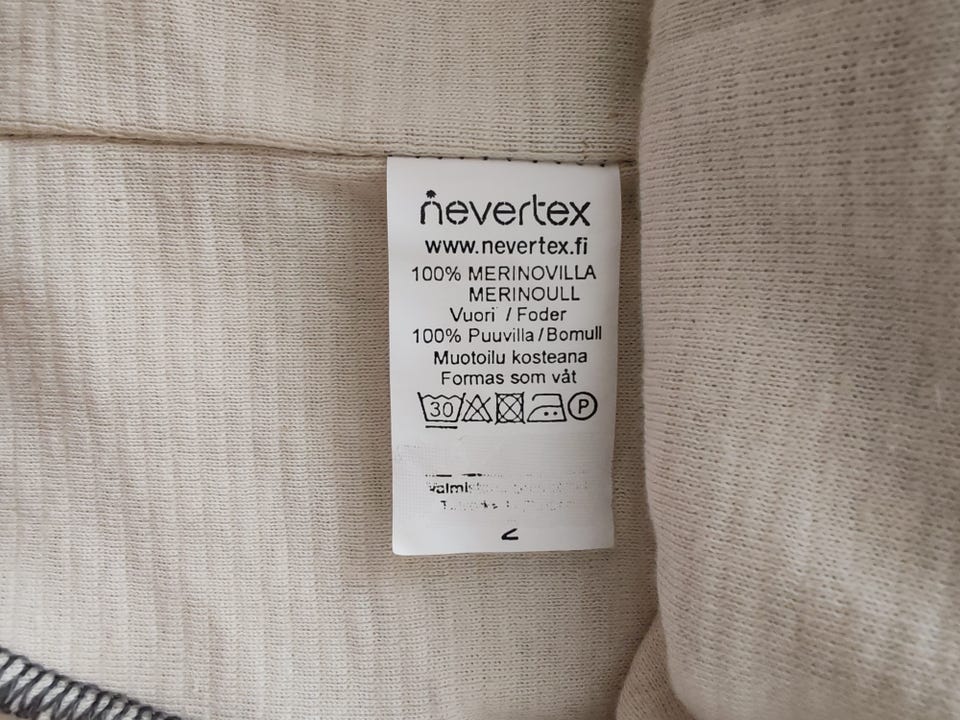 nevertex
www.nevertex.fi
100% MERINOVILLA
MERINOULL
Vuori / Foder
100% Puuvilla/Bomull
Muotoilu kosteana
Formas som våt
30 P